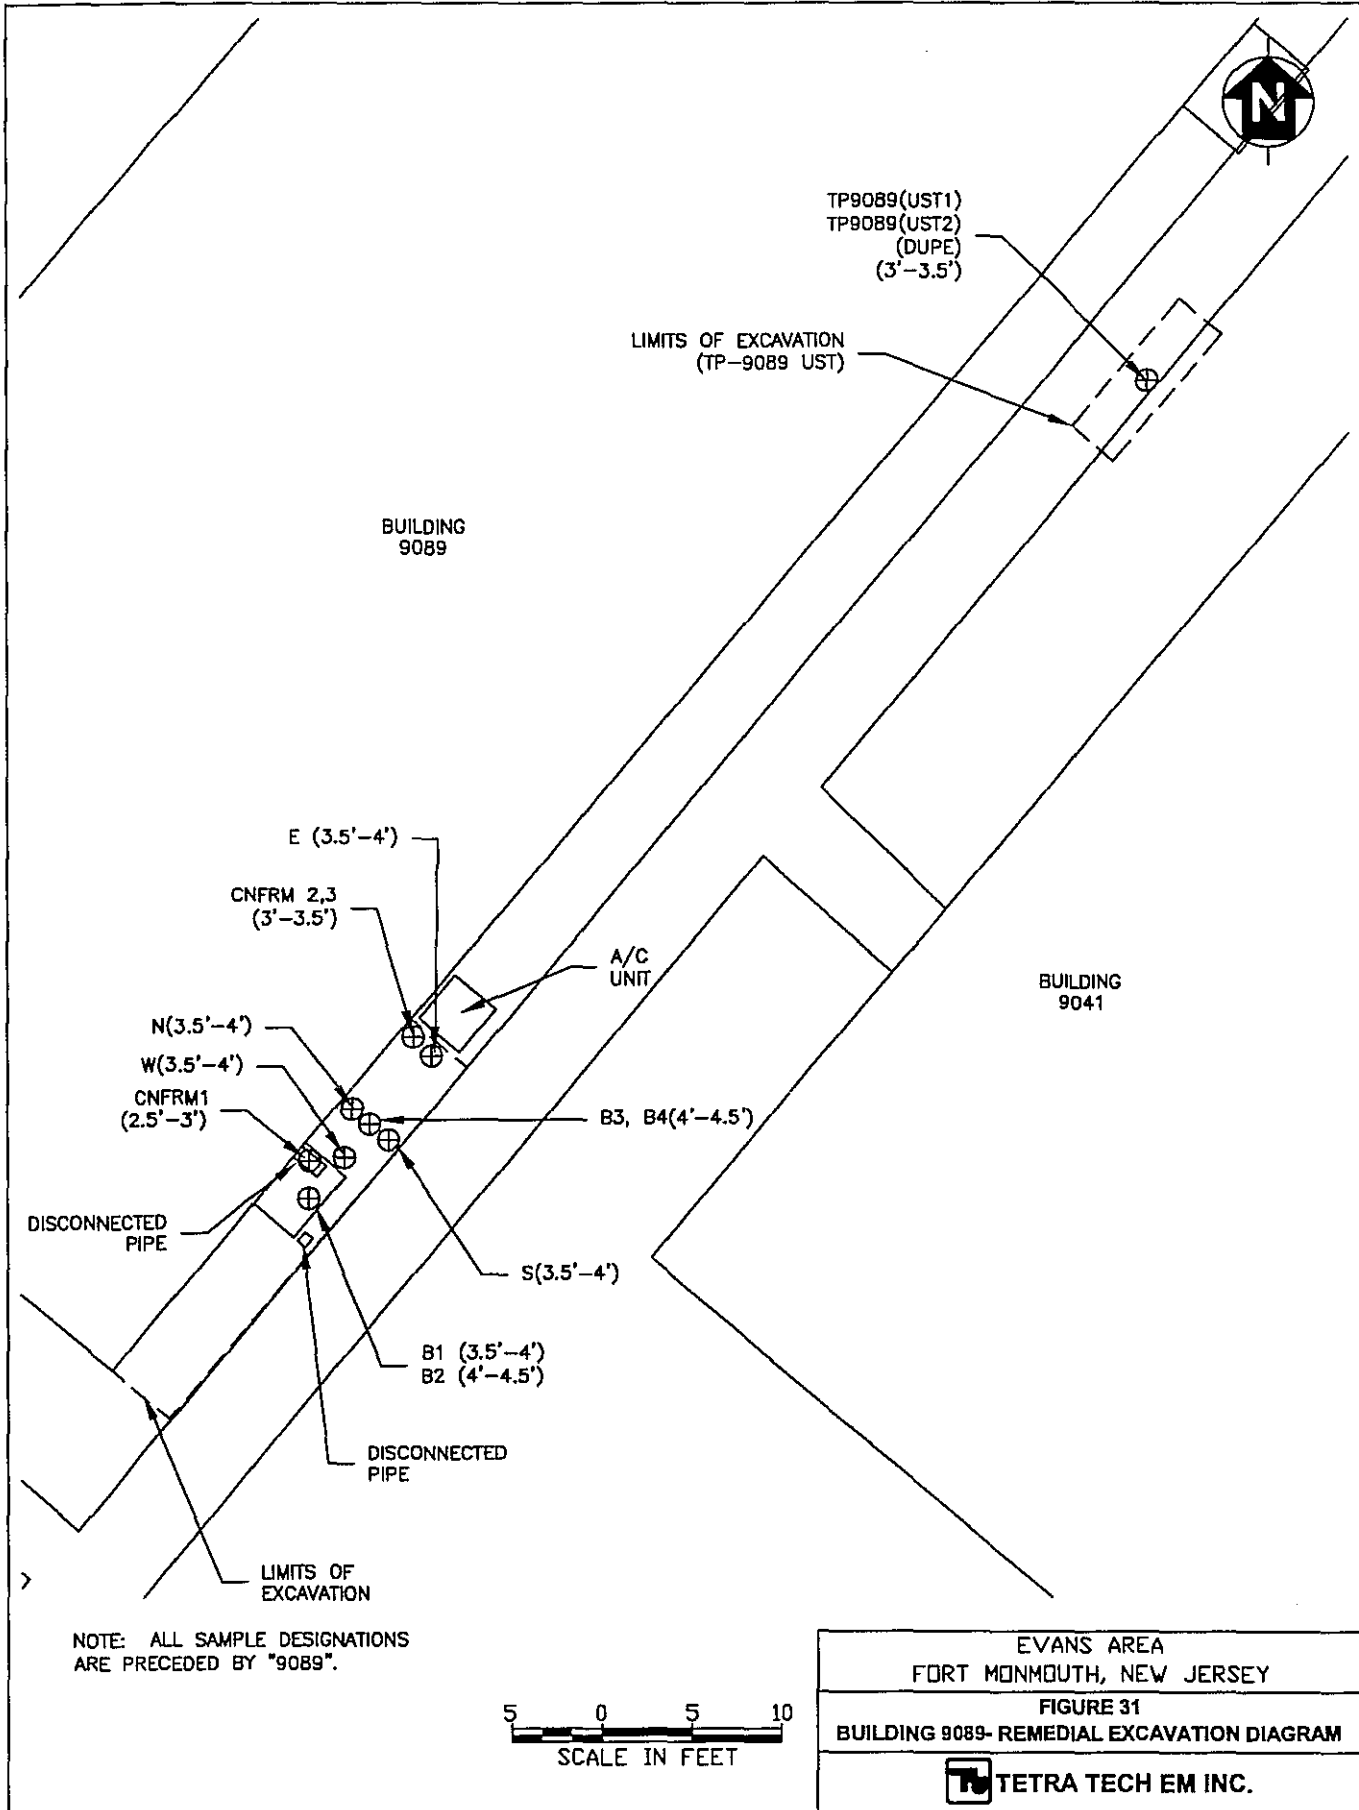 N
TP9089(UST1)
TP9089(UST2)
(DUPE)
(3'-3.5')
LIMITS OF EXCAVATION
(TP-9089 UST)
BUILDING
9089
E (3.5'-4')
CNFRM 2,3
(3'-3.5')
A/C
UNIT
BUILDING
9041
N(3.5'-4')
W(3.5'-4')
CNFRM1
(2.5'-3')
B3, B4(4'-4.5')
DISCONNECTED
PIPE
S(3.5'-4')
B1 (3.5'-4')
B2 (4'-4.5')
DISCONNECTED
PIPE
LIMITS OF
EXCAVATION
NOTE: ALL SAMPLE DESIGNATIONS
ARE PRECEDED BY "9089".
5 0 5 10
SCALE IN FEET
EVANS AREA
FORT MONMOUTH, NEW JERSEY
FIGURE 31
BUILDING 9089- REMEDIAL EXCAVATION DIAGRAM
TETRA TECH EM INC.